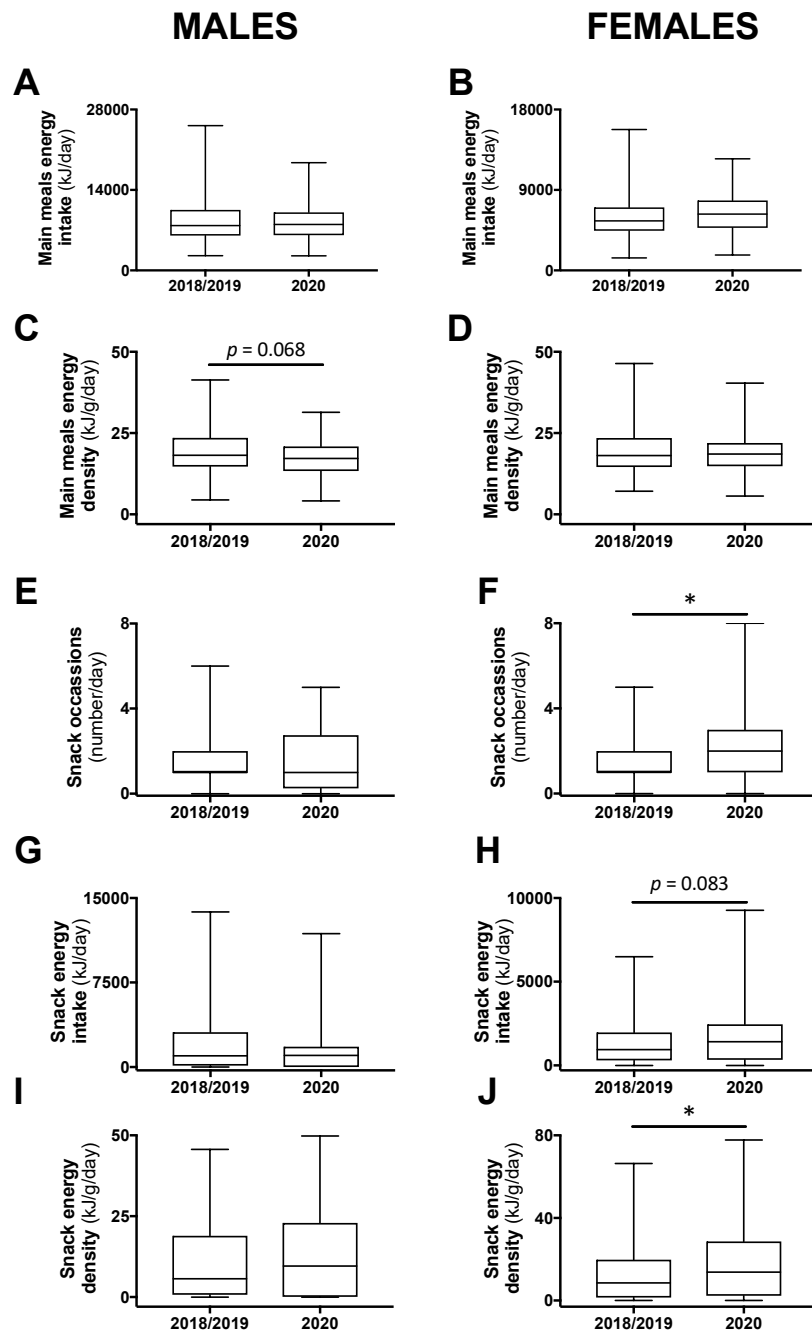 MALES
FEMALES
A
Main meals energy
intake (kJ/day)
28000
14000
0
2018/2019
2020
B
Main meals energy
intake (kJ/day)
18000
9000
0
2018/2019
2020
C
Main meals energy
density (kJ/g/day)
50
25
0
p = 0.068
2018/2019
2020
D
Main meals energy
density (kJ/g/day)
50
25
0
2018/2019
2020
E
Snack occassions
(number/day)
8
4
0
2018/2019
2020
F
Snack occassions
(number/day)
8
4
0
*
2018/2019
2020
G
Snack energy
intake (kJ/day)
15000
7500
0
2018/2019
2020
H
Snack energy
intake (kJ/day)
10000
5000
0
p = 0.083
2018/2019
2020
I
Snack energy
density (kJ/g/day)
50
25
0
2018/2019
2020
J
Snack energy
density (kJ/g/day)
80
40
0
*
2018/2019
2020